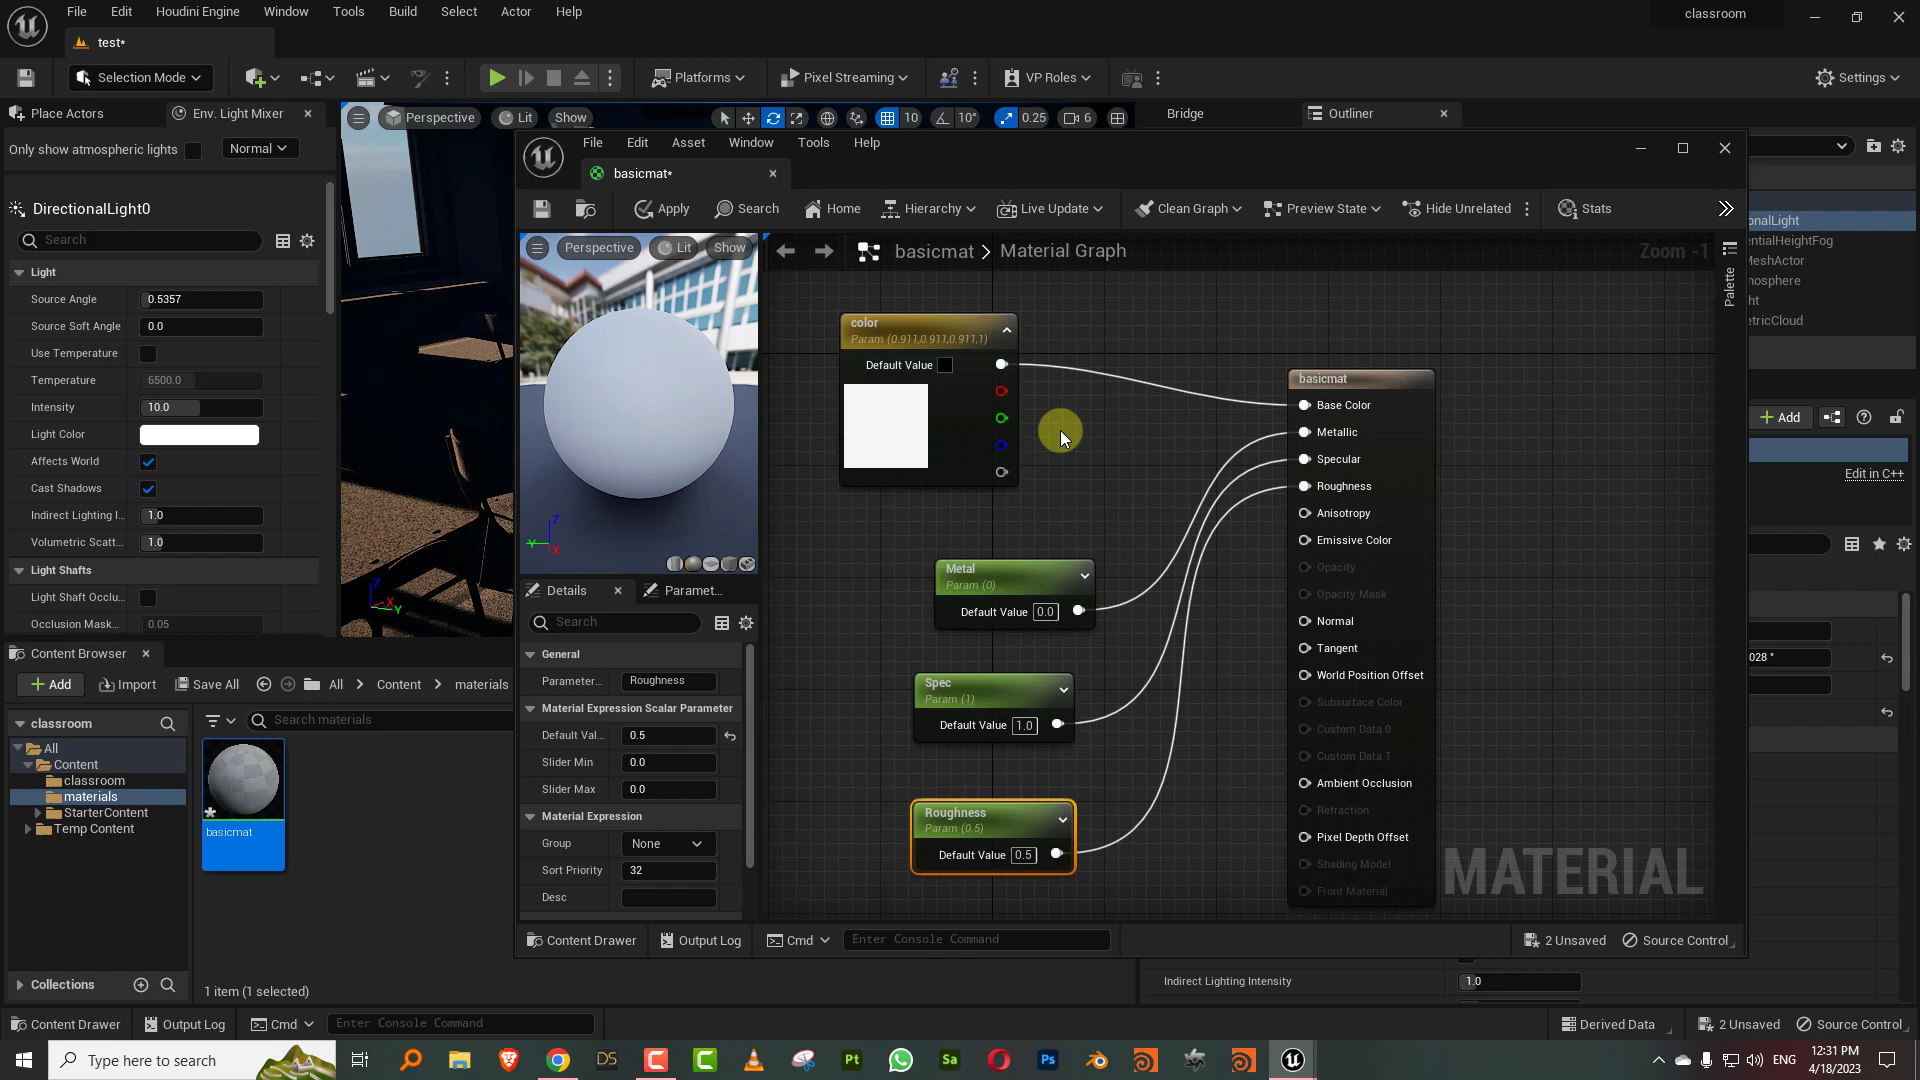 File Edit Houdini Engine Window Tools Build Select Actor Help
classroom
test*
Selection Mode
Platforms
Pixel Streaming
VP Roles
Settings
Place Actors
Env. Light Mixer
Only show atmospheric lights
Normal
DirectionalLight0
Search
Light
Source Angle 0.5357
Source Soft Angle 0.0
Use Temperature
Temperature 6500.0
Intensity 10.0
Light Color
Affects World
Cast Shadows
Indirect Lighting I... 1.0
Volumetric Scatt... 1.0
Light Shafts
Light Shaft Occlu...
Occlusion Mask... 0.05
Perspective Lit Show
10 10° 0.25 6
Bridge
Outliner
File Edit Asset Window Tools Help
basicmat*
Apply Search Home Hierarchy Live Update Clean Graph Preview State Hide Unrelated Stats
Perspective Lit Show
basicmat > Material Graph
Zoom -1
Palette
color
Param (0.911,0.911,0.911,1)
Default Value
Metal
Param (0)
Default Value 0.0
Spec
Param (1)
Default Value 1.0
Roughness
Param (0.5)
Default Value 0.5
basicmat
Base Color
Metallic
Specular
Roughness
Anisotropy
Emissive Color
Opacity
Opacity Mask
Normal
Tangent
World Position Offset
Subsurface Color
Custom Data 0
Custom Data 1
Ambient Occlusion
Refraction
Pixel Depth Offset
Shading Model
Front Material
MATERIAL
Z
Y
X
Details
Paramet...
Search
General
Parameter... Roughness
Material Expression Scalar Parameter
Default Val... 0.5
Slider Min 0.0
Slider Max 0.0
Material Expression
Group None
Sort Priority 32
Desc
Content Drawer Output Log Cmd Enter Console Command
2 Unsaved Source Control
onalLight
entialHeightFog
MeshActor
mosphere
ht
etricCloud
Add
Edit in C++
028 °
Indirect Lighting Intensity 1.0
Z
X
Y
Content Browser
Add Import Save All All > Content > materials
classroom
Search materials
All
Content
classroom
materials
StarterContent
Temp Content
basicmat
Collections
1 item (1 selected)
Content Drawer Output Log Cmd Enter Console Command
Derived Data 2 Unsaved Source Control
Type here to search
DS
Pt
Sa
Ps
ENG
12:31 PM
4/18/2023